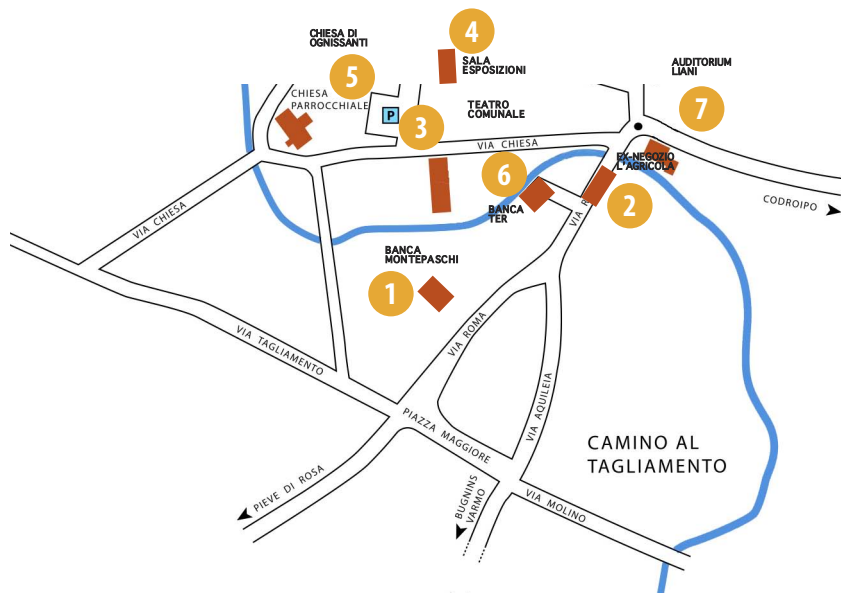 4
CHIESA DI
OGNISSANTI
SALA
ESPOSIZIONI
5
AUDITORIUM
LIANI
CHIESA
PARROCCHIALE
P
7
TEATRO
COMUNALE
3
VIA CHIESA
EX-NEGOZIO
L'AGRICOLA
6
CODROIPO
BANCA
TER
2
VIA R
VIA CHIESA
BANCA
MONTEPASCHI
1
VIA ROMA
VIA TAGLIAMENTO
VIA AQUILEIA
PIAZZA MAGGIORE
CAMINO AL
TAGLIAMENTO
PIEVE DI ROSA
BUGNINS
VARMO
VIA MOLINO